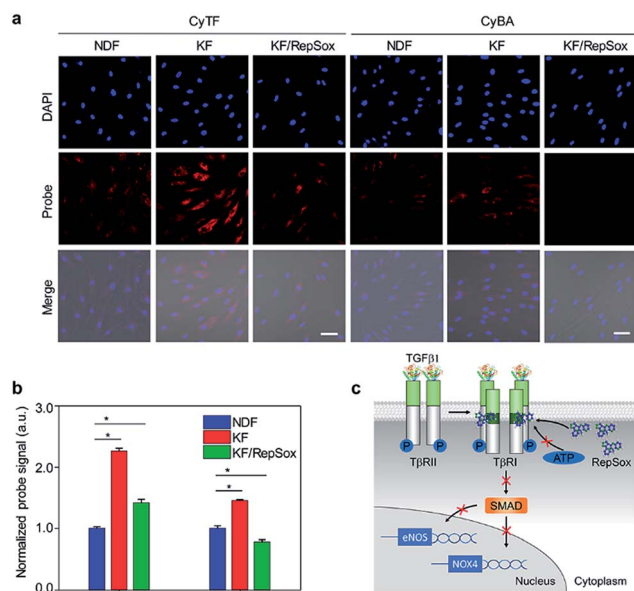 a
CyTF
CyBA
NDF
KF
KF/RepSox
NDF
KF
KF/RepSox
DAPI
Probe
Merge
b
Normalized probe signal (a.u.)
3.0
2.0
1.0
0.0
*
*
*
*
NDF
KF
KF/RepSox
c
TGFβ1
P
P
P
P
TβRII
TβRI
ATP
RepSox
SMAD
eNOS
NOX4
Nucleus
Cytoplasm